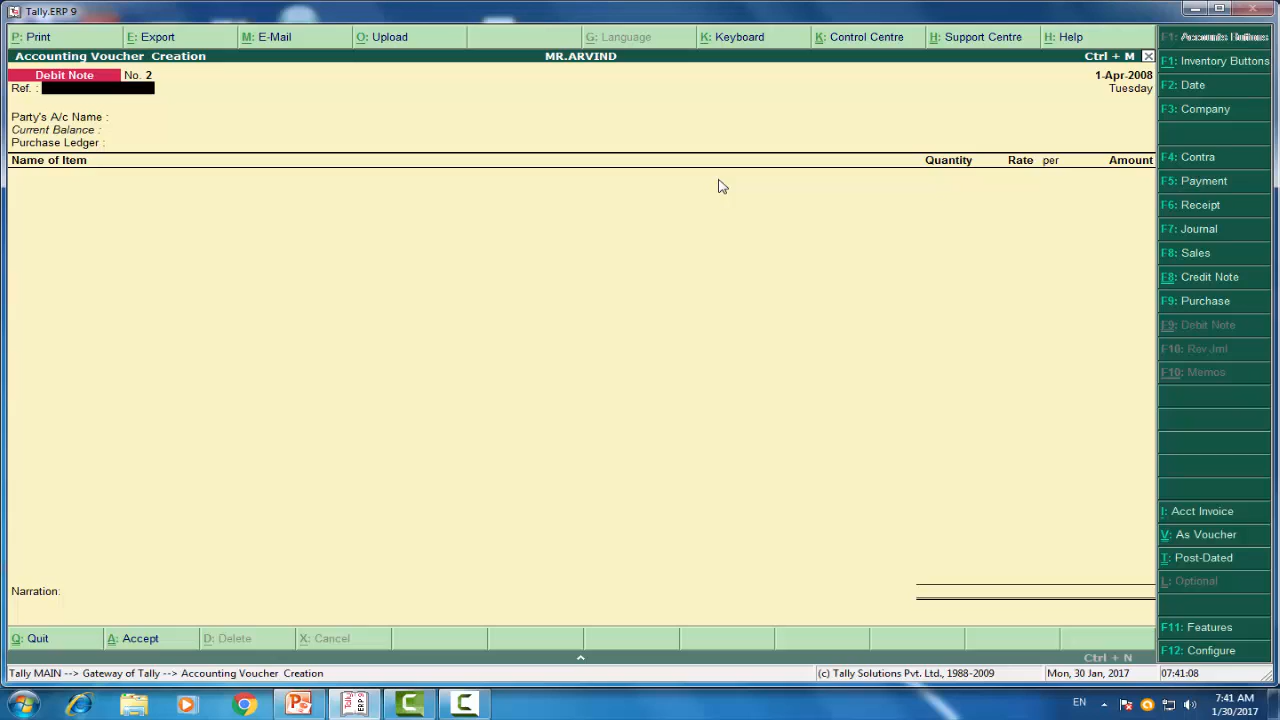 Tally.ERP 9
P: Print E: Export M: E-Mail O: Upload G: Language K: Keyboard K: Control Centre H: Support Centre H: Help
Accounting Voucher Creation MR.ARVIND Ctrl + M
Debit Note No. 2 1-Apr-2008
Ref. : Tuesday
Party's A/c Name :
Current Balance :
Purchase Ledger :
Name of Item Quantity Rate per Amount
Narration:
F1: Inventory Buttons
F2: Date
F3: Company
F4: Contra
F5: Payment
F6: Receipt
F7: Journal
F8: Sales
F8: Credit Note
F9: Purchase
F9: Debit Note
F10: Rev Jrnl
F10: Memos
I: Acct Invoice
V: As Voucher
T: Post-Dated
L: Optional
F11: Features
F12: Configure
Q: Quit A: Accept D: Delete X: Cancel
Ctrl + N
Tally MAIN --> Gateway of Tally --> Accounting Voucher Creation (c) Tally Solutions Pvt. Ltd., 1988-2009 Mon, 30 Jan, 2017 07:41:08
EN 7:41 AM
1/30/2017